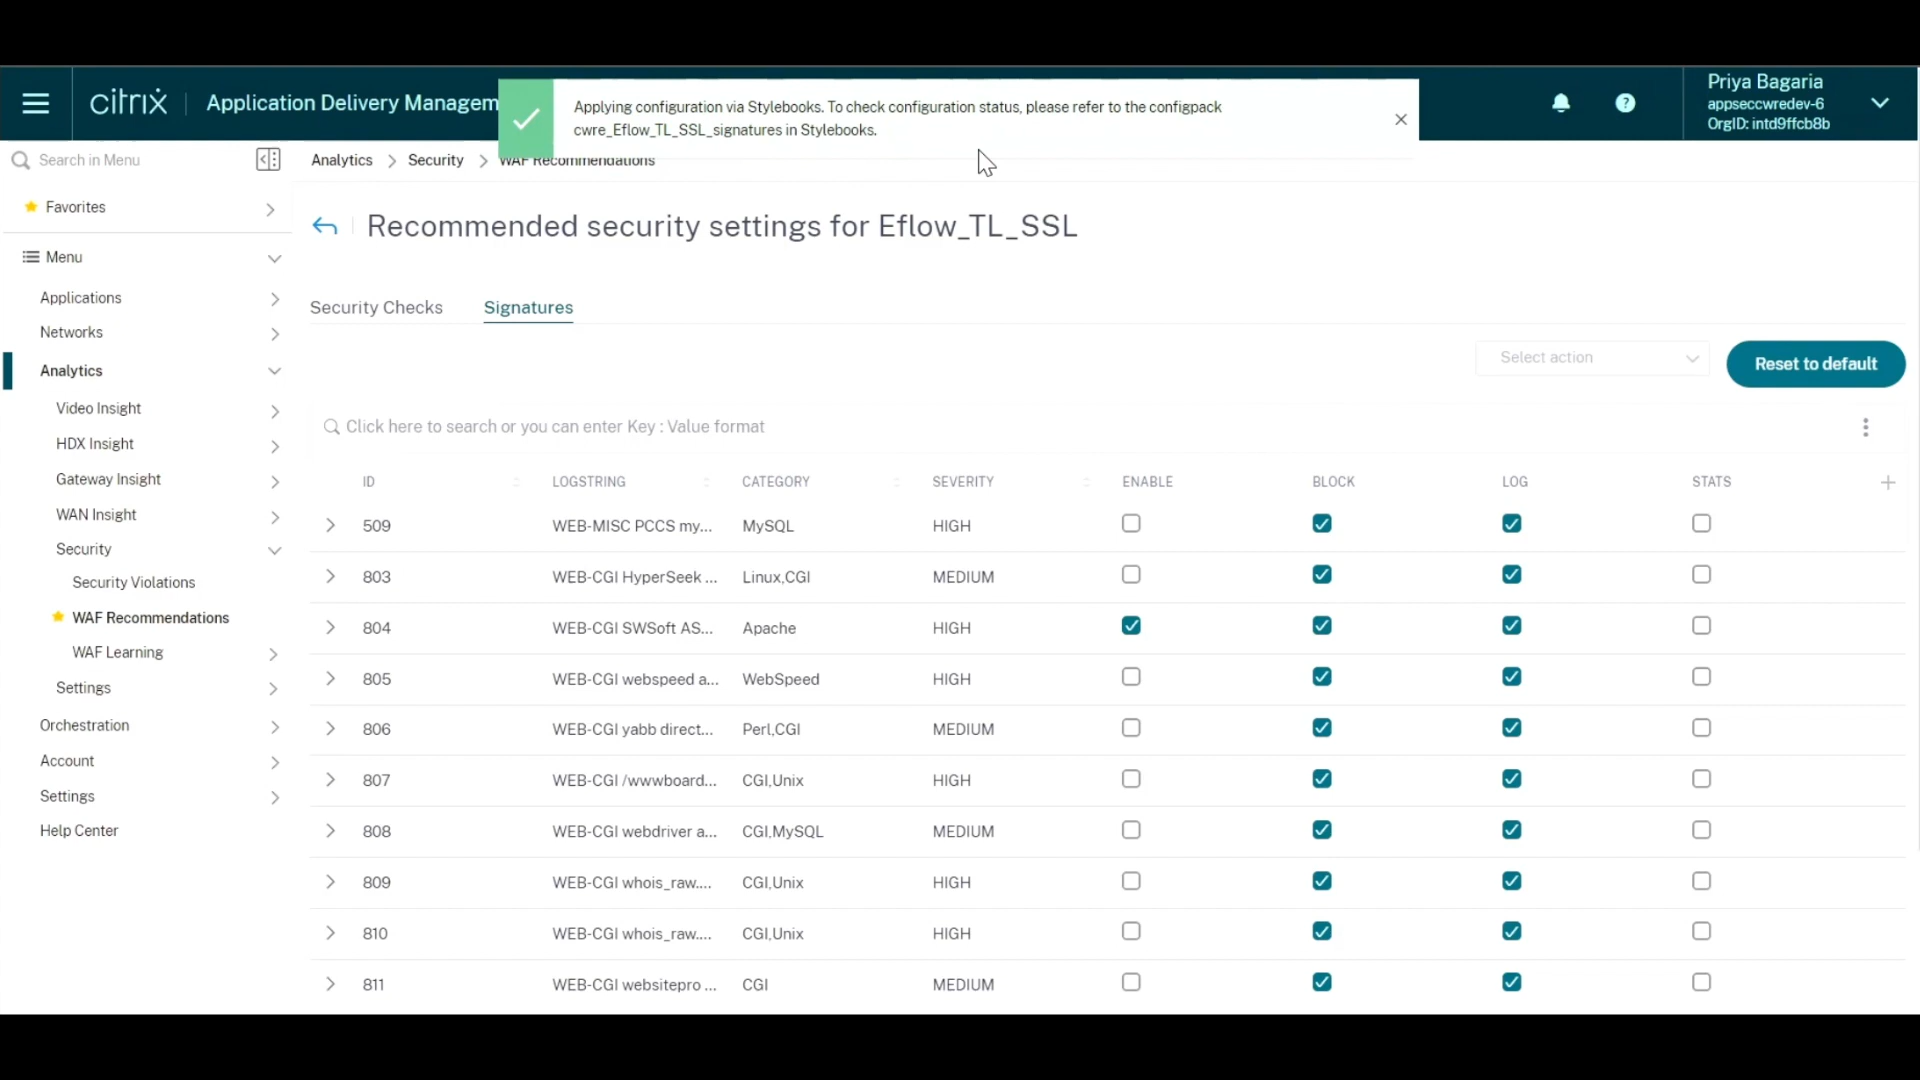 citrix
Application Delivery Managem
Applying configuration via Stylebooks. To check configuration status, please refer to the configpack
cwre_Eflow_TL_SSL_signatures in Stylebooks.
Priya Bagaria
appseccwredev-6
OrgID: intd9ffcb8b
Search in Menu
Favorites
Menu
Applications
Networks
Analytics
Video Insight
HDX Insight
Gateway Insight
WAN Insight
Security
Security Violations
WAF Recommendations
WAF Learning
Settings
Orchestration
Account
Settings
Help Center
Analytics > Security > WAF Recommendations
Recommended security settings for Eflow_TL_SSL
Security Checks Signatures
Select action Reset to default
Click here to search or you can enter Key : Value format
ID LOGSTRING CATEGORY SEVERITY ENABLE BLOCK LOG STATS
509 WEB-MISC PCCS my... MySQL HIGH
803 WEB-CGI HyperSeek ... Linux,CGI MEDIUM
804 WEB-CGI SWSoft AS... Apache HIGH
805 WEB-CGI webspeed a... WebSpeed HIGH
806 WEB-CGI yabb direct... Perl,CGI MEDIUM
807 WEB-CGI /wwwboard... CGI,Unix HIGH
808 WEB-CGI webdriver a... CGI,MySQL MEDIUM
809 WEB-CGI whois_raw.... CGI,Unix HIGH
810 WEB-CGI whois_raw.... CGI,Unix HIGH
811 WEB-CGI websitepro ... CGI MEDIUM